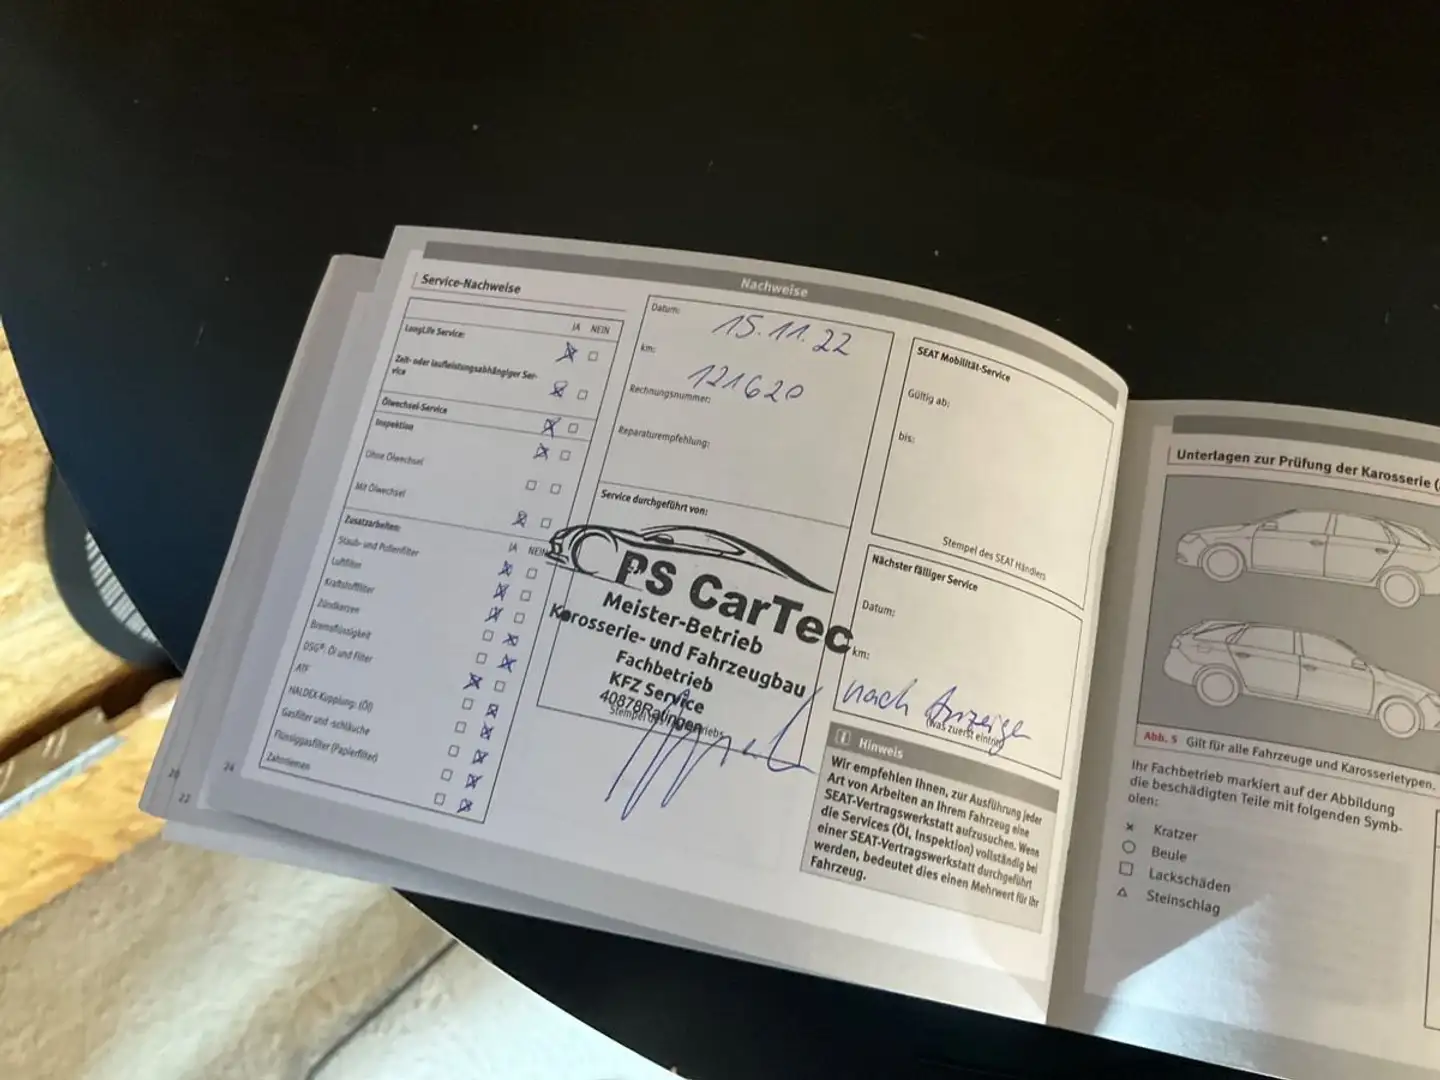 Nachweise
Service-Nachweise
JA NEIN
LongLife Service:
Zeit- oder laufleistungsabhängiger Ser-
vice
Ölwechsel-Service
Inspektion
Ohne Ölwechsel
Mit Ölwechsel
Zusatzarbeiten:
JA NEIN
Staub- und Pollenfilter
Luftfilter
Kraftstofffilter
Zündkerzen
Bremsflüssigkeit
DSG®: Öl und Filter
ATF
HALDEX-Kupplung: (Öl)
Gasfilter und -schläuche
Flüssiggasfilter (Papierfilter)
Zahnriemen
20
22
24
Datum:
15.11.22
km:
121620
Rechnungsnummer:
Reparaturempfehlung:
Service durchgeführt von:
PS CarTec
Meister-Betrieb
Karosserie- und Fahrzeugbau
Fachbetrieb
KFZ Service
40878 Ratingen
SEAT Mobilität-Service
Gültig ab:
bis:
Stempel des SEAT Händlers
Nächster fälliger Service
Datum:
km:
nach Anzeige
(was zuerst eintritt)
Hinweis
Wir empfehlen Ihnen, zur Ausführung jeder
Art von Arbeiten an Ihrem Fahrzeug eine
SEAT-Vertragswerkstatt aufzusuchen. Wenn
die Services (Öl, Inspektion) vollständig bei
einer SEAT-Vertragswerkstatt durchgeführt
werden, bedeutet dies einen Mehrwert für Ihr
Fahrzeug.
Unterlagen zur Prüfung der Karosserie
Abb. 5 Gilt für alle Fahrzeuge und Karosserietypen.
Ihr Fachbetrieb markiert auf der Abbildung
die beschädigten Teile mit folgenden Symb-
olen:
Kratzer
Beule
Lackschäden
Steinschlag